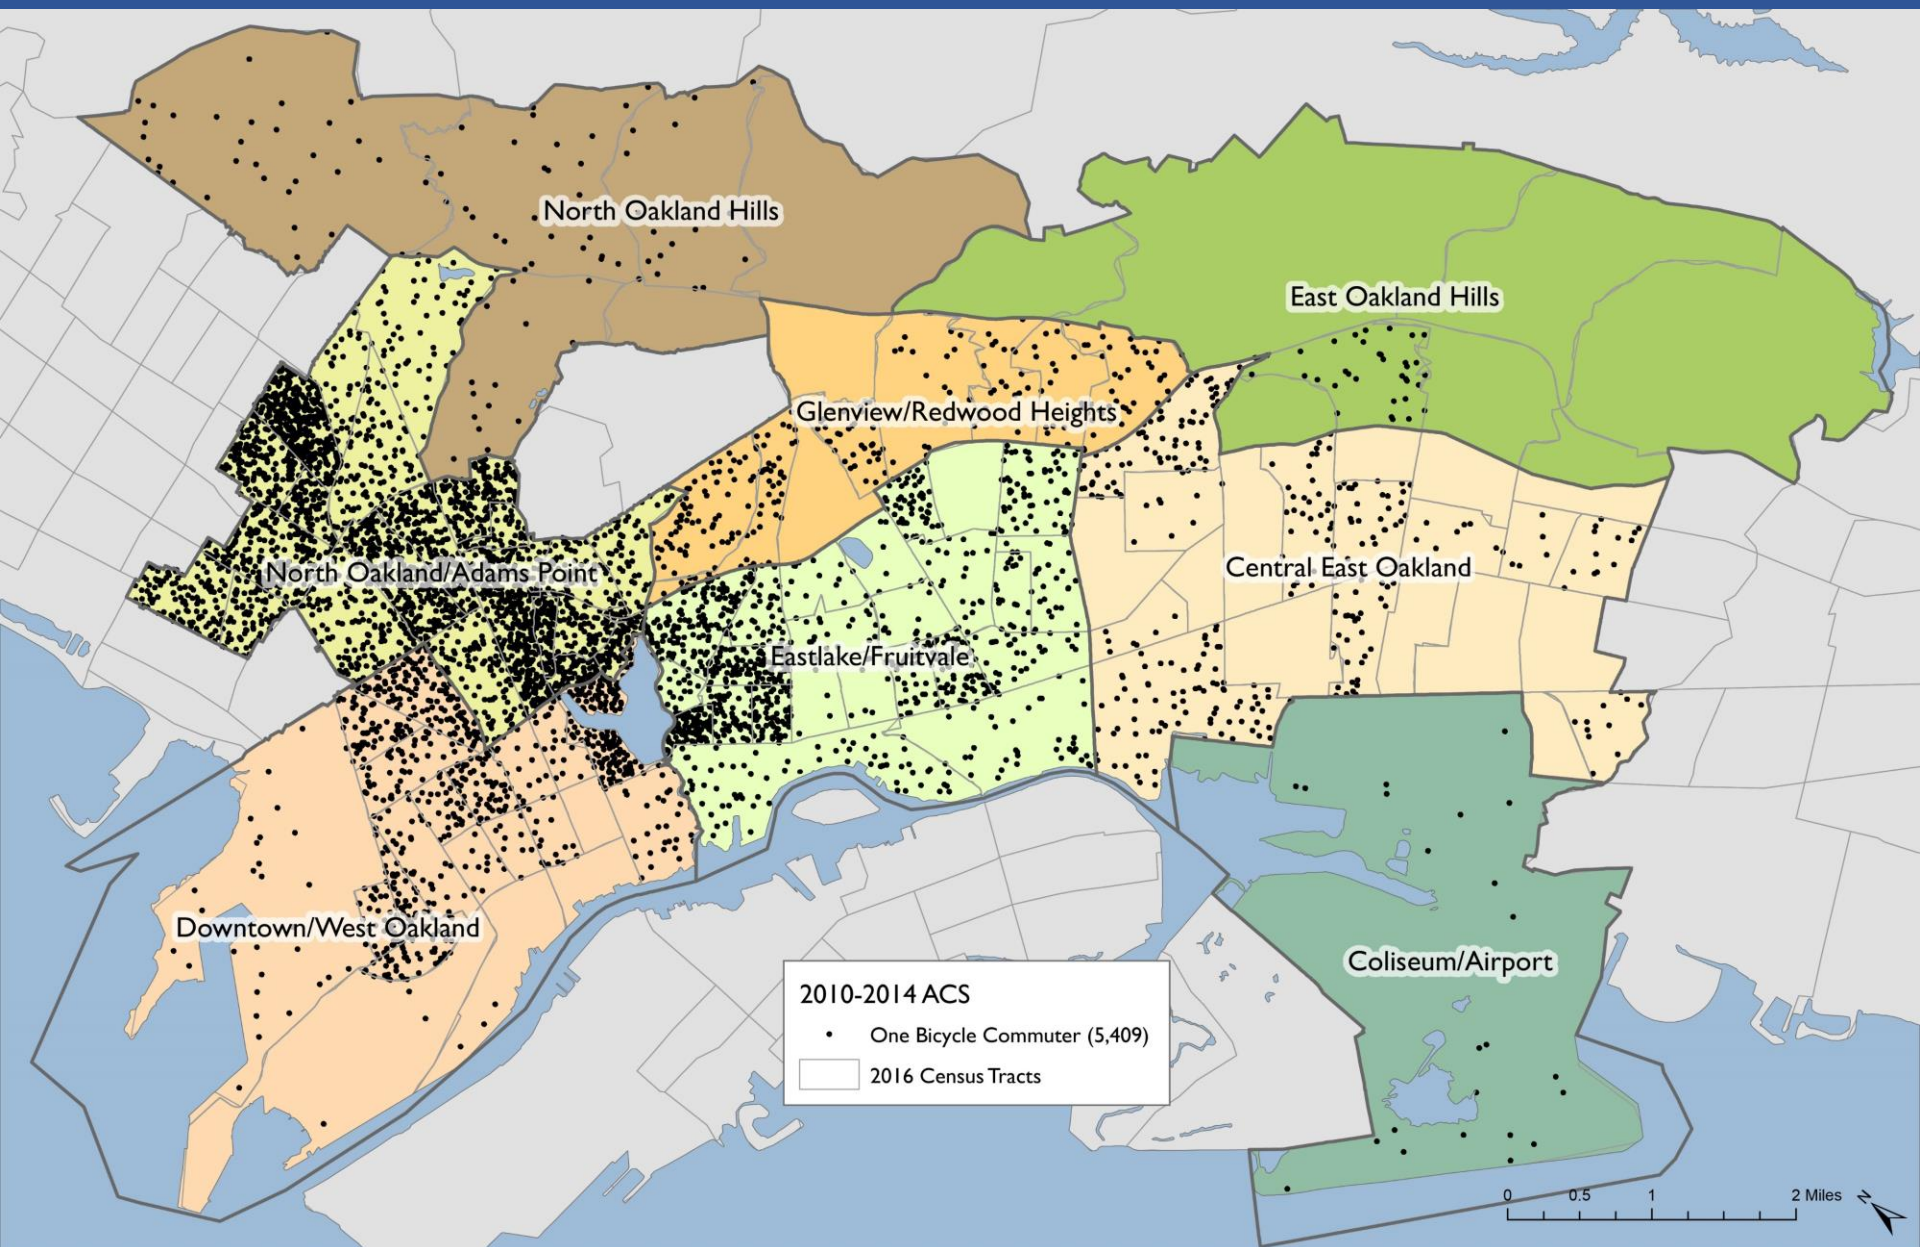 North Oakland Hills
East Oakland Hills
Glenview/Redwood Heights
North Oakland/Adams Point
Central East Oakland
Eastlake/Fruitvale
Downtown/West Oakland
Coliseum/Airport
2010-2014 ACS
One Bicycle Commuter (5,409)
2016 Census Tracts
0 0.5 1 2 Miles
N